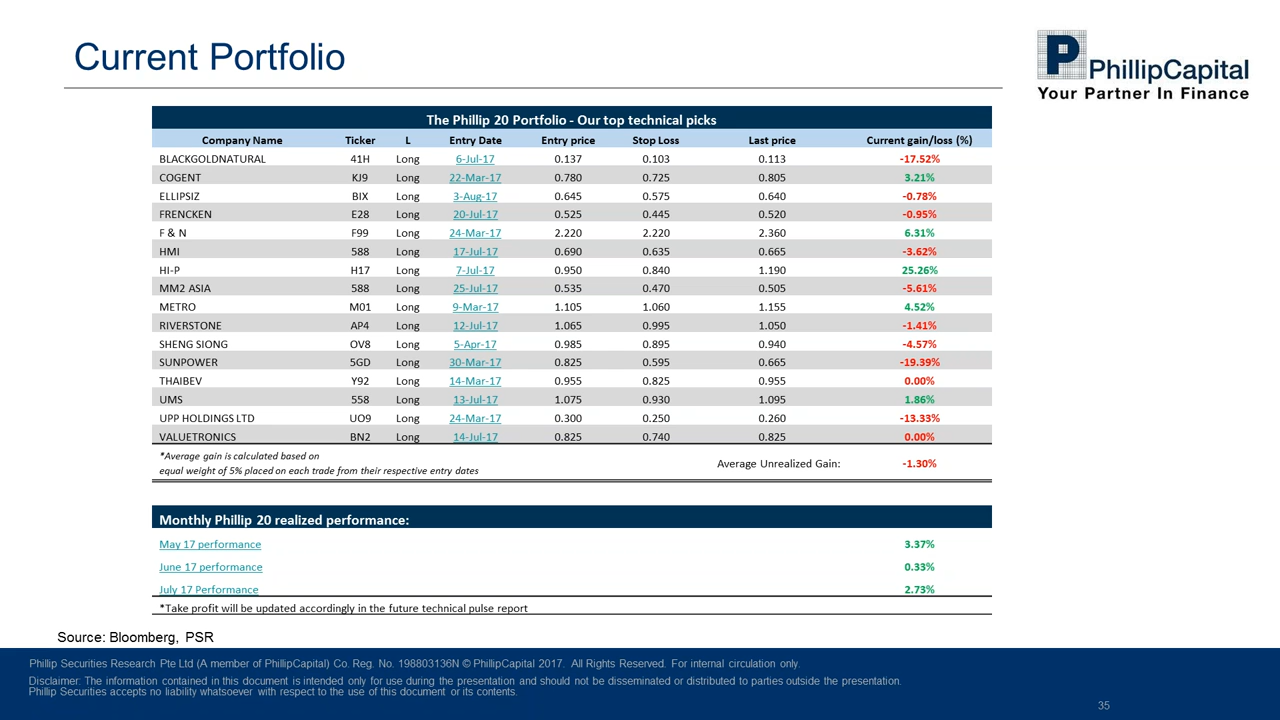 Current Portfolio
P
PhillipCapital
Your Partner In Finance
The Phillip 20 Portfolio - Our top technical picks
Company Name Ticker L Entry Date Entry price Stop Loss Last price Current gain/loss (%)
BLACKGOLDNATURAL 41H Long 6-Jul-17 0.137 0.103 0.113 -17.52%
COGENT KJ9 Long 22-Mar-17 0.780 0.725 0.805 3.21%
ELLIPSIZ BIX Long 3-Aug-17 0.645 0.575 0.640 -0.78%
FRENCKEN E28 Long 20-Jul-17 0.525 0.445 0.520 -0.95%
F & N F99 Long 24-Mar-17 2.220 2.220 2.360 6.31%
HMI 588 Long 17-Jul-17 0.690 0.635 0.665 -3.62%
HI-P H17 Long 7-Jul-17 0.950 0.840 1.190 25.26%
MM2 ASIA 588 Long 25-Jul-17 0.535 0.470 0.505 -5.61%
METRO M01 Long 9-Mar-17 1.105 1.060 1.155 4.52%
RIVERSTONE AP4 Long 12-Jul-17 1.065 0.995 1.050 -1.41%
SHENG SIONG OV8 Long 5-Apr-17 0.985 0.895 0.940 -4.57%
SUNPOWER 5GD Long 30-Mar-17 0.825 0.595 0.665 -19.39%
THAIBEV Y92 Long 14-Mar-17 0.955 0.825 0.955 0.00%
UMS 558 Long 13-Jul-17 1.075 0.930 1.095 1.86%
UPP HOLDINGS LTD UO9 Long 24-Mar-17 0.300 0.250 0.260 -13.33%
VALUETRONICS BN2 Long 14-Jul-17 0.825 0.740 0.825 0.00%
*Average gain is calculated based on
equal weight of 5% placed on each trade from their respective entry dates
Average Unrealized Gain: -1.30%
Monthly Phillip 20 realized performance:
May 17 performance 3.37%
June 17 performance 0.33%
July 17 Performance 2.73%
*Take profit will be updated accordingly in the future technical pulse report
Source: Bloomberg, PSR
Phillip Securities Research Pte Ltd (A member of PhillipCapital) Co. Reg. No. 198803136N © PhillipCapital 2017. All Rights Reserved. For internal circulation only.
Disclaimer: The information contained in this document is intended only for use during the presentation and should not be disseminated or distributed to parties outside the presentation.
Phillip Securities accepts no liability whatsoever with respect to the use of this document or its contents.
35